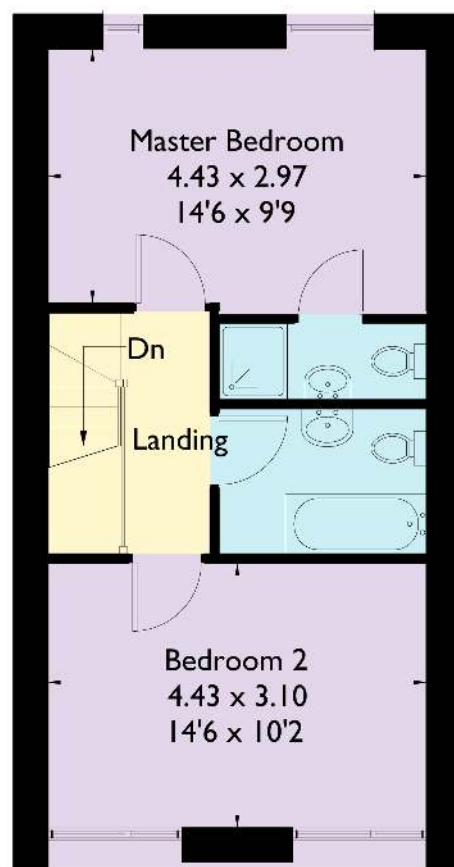 Master Bedroom
4.43 x 2.97
14'6 x 9'9
Dn
Landing
Bedroom 2
4.43 x 3.10
14'6 x 10'2